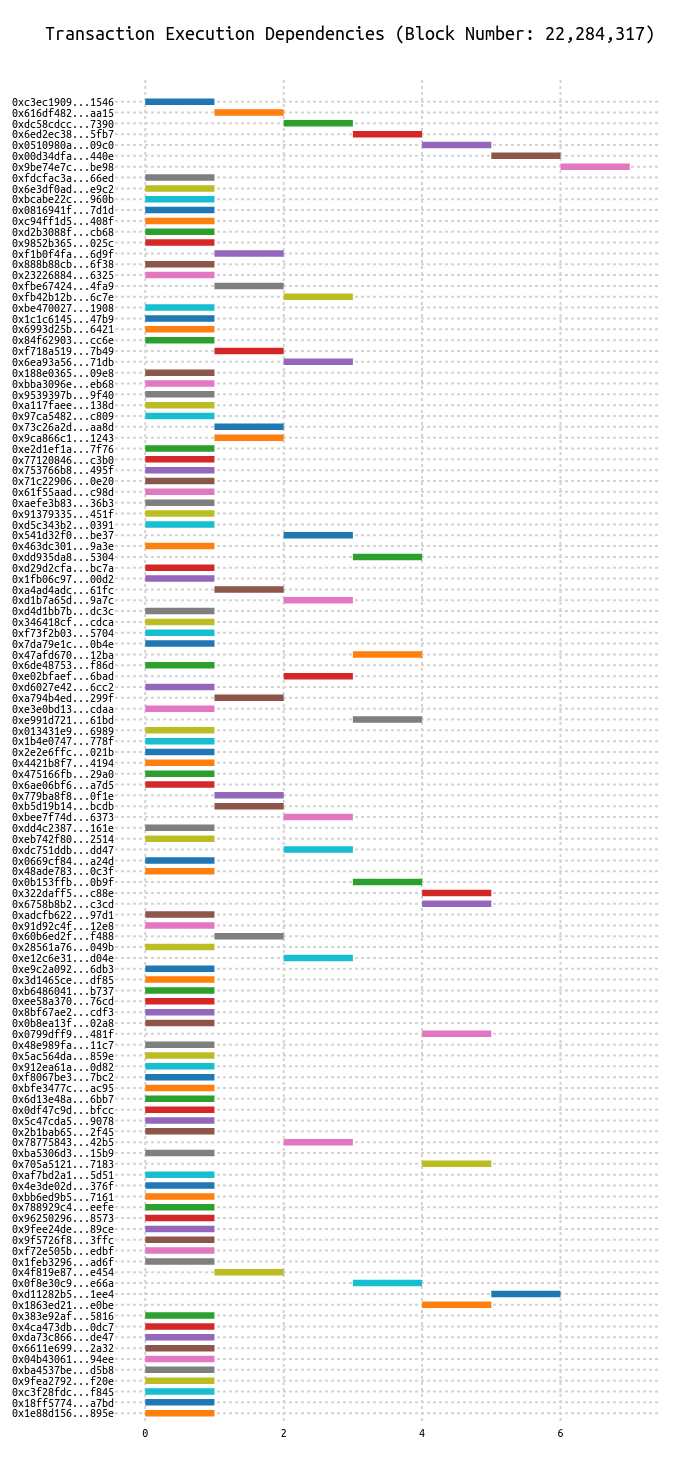 Transaction Execution Dependencies (Block Number: 22,284,317)
0xc3ec1909...1546
0x616df482...aa15
0xdc58cdcc...7390
0x6ed2ec38...5fb7
0x0510980a...09c0
0x00d34dfa...440e
0x9be74e7c...be98
0xfdcfac3a...66ed
0x6e3df0ad...e9c2
0xbcabe22c...960b
0x0816941f...7d1d
0xc94ff1d5...408f
0xd2b3088f...cb68
0x9852b365...025c
0xf1b0f4fa...6d9f
0x888b88cb...6f38
0x23226884...6325
0xfbe67424...4fa9
0xfb42b12b...6c7e
0xbe470027...1908
0x1c1c6145...47b9
0x6993d25b...6421
0x84f62903...cc6e
0xf718a519...7b49
0x6ea93a56...71db
0x188e0365...09e8
0xbba3096e...eb68
0x9539397b...9f40
0xa117faee...138d
0x97ca5482...c809
0x73c26a2d...aa8d
0x9ca866c1...1243
0xe2d1ef1a...7f76
0x77120846...c3b0
0x753766b8...495f
0x71c22906...0e20
0x61f55aad...c98d
0xaefe3b83...36b3
0x91379335...451f
0xd5c343b2...0391
0x541d32f0...be37
0x463dc301...9a3e
0xdd935da8...5304
0xd29d2cfa...bc7a
0x1fb06c97...00d2
0xa4ad4adc...61fc
0xd1b7a65d...9a7c
0xd4d1bb7b...dc3c
0x346418cf...cdca
0xf73f2b03...5704
0x7da79e1c...0b4e
0x47afd670...12ba
0x6de48753...f86d
0xe02bfaef...6bad
0xd6027e42...6cc2
0xa794b4ed...299f
0xe3e0bd13...cdaa
0xe991d721...61bd
0x013431e9...6989
0x1b4e0747...778f
0x2e2e6ffc...021b
0x4421b8f7...4194
0x475166fb...29a0
0x6ae06bf6...a7d5
0x779ba8f8...0f1e
0xb5d19b14...bcdb
0xbee7f74d...6373
0xdd4c2387...161e
0xeb742f80...2514
0xdc751ddb...dd47
0x0669cf84...a24d
0x48ade783...0c3f
0x0b153ffb...0b9f
0x322daff5...c88e
0x6758b8b2...c3cd
0xadcfb622...97d1
0x91d92c4f...12e8
0x60b6ed2f...f488
0x28561a76...049b
0xe12c6e31...d04e
0xe9c2a092...6db3
0x3d1465ce...df85
0xb6486041...b737
0xee58a370...76cd
0x8bf67ae2...cdf3
0x0b8ea13f...02a8
0x0799dff9...481f
0x48e989fa...11c7
0x5ac564da...859e
0x912ea61a...0d82
0xf8067be3...7bc2
0xbfe3477c...ac95
0x6d13e48a...6bb7
0x0df47c9d...bfcc
0x5c47cda5...9078
0x2b1bab65...2f45
0x78775843...42b5
0xba5306d3...15b9
0x705a5121...7183
0xaf7bd2a1...5d51
0x4e3de02d...376f
0xbb6ed9b5...7161
0x788929c4...eefe
0x96250296...8573
0x9fee24de...89ce
0x9f5726f8...3ffc
0xf72e505b...edbf
0x1feb3296...ad6f
0x4f819e87...e454
0x0f8e30c9...e66a
0xd11282b5...1ee4
0x1863ed21...e0be
0x383e92af...5816
0x4ca473db...0dc7
0xda73c866...de47
0x6611e699...2a32
0x04b43061...94ee
0xba4537be...d5b8
0x9fea2792...f20e
0xc3f28fdc...f845
0x18ff5774...a7bd
0x1e88d156...895e
0 2 4 6